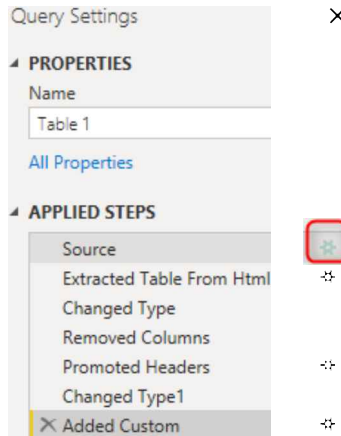 Query Settings
PROPERTIES
Name
Table 1
All Properties
APPLIED STEPS
Source
Extracted Table From Html
Changed Type
Removed Columns
Promoted Headers
Changed Type1
Added Custom